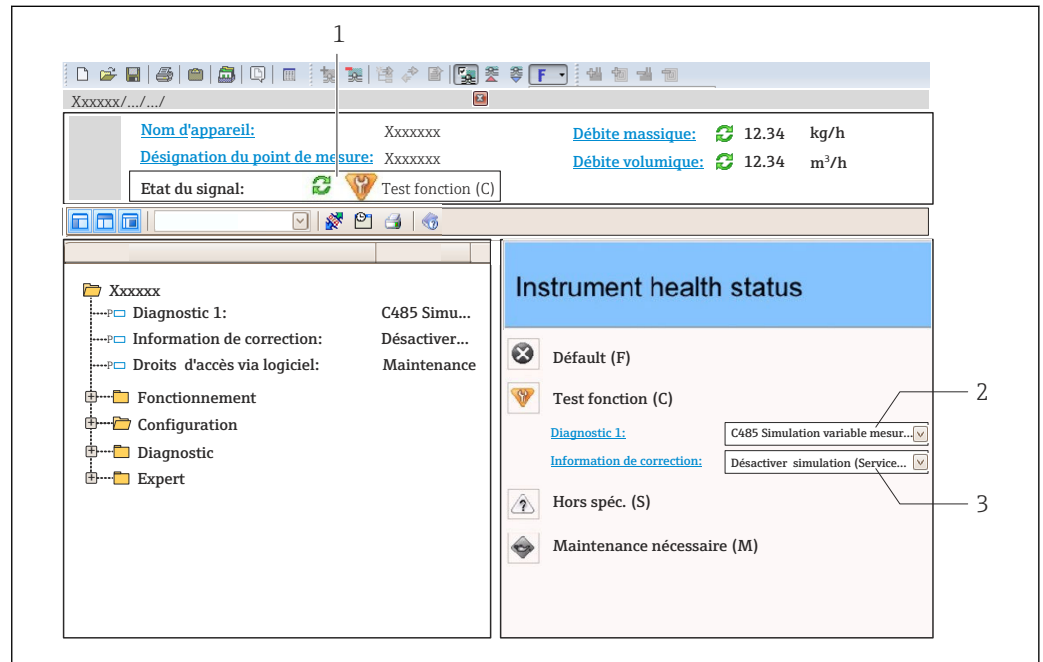 1
F
Xxxxxx/.../.../
Nom d'appareil: Xxxxxxx Débite massique: 12.34 kg/h
Désignation du point de mesure: Xxxxxxx Débite volumique: 12.34 m³/h
Etat du signal: Test fonction (C)
Xxxxxx
P Diagnostic 1: C485 Simu...
P Information de correction: Désactiver...
P Droits d'accès via logiciel: Maintenance
Fonctionnement
Configuration
Diagnostic
Expert
Instrument health status
Défault (F)
Test fonction (C)
Diagnostic 1: C485 Simulation variable mesur... 2
Information de correction: Désactiver simulation (Service... 3
Hors spéc. (S)
Maintenance nécessaire (M)